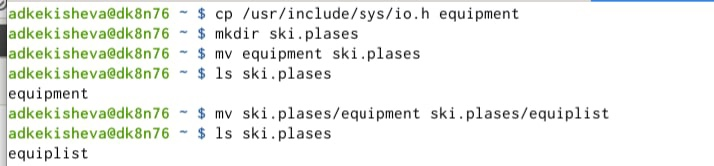 adkekisheva@dk8n76 ~ $ cp /usr/include/sys/io.h equipment
adkekisheva@dk8n76 ~ $ mkdir ski.plases
adkekisheva@dk8n76 ~ $ mv equipment ski.plases
adkekisheva@dk8n76 ~ $ ls ski.plases
equipment
adkekisheva@dk8n76 ~ $ mv ski.plases/equipment ski.plases/equiplist
adkekisheva@dk8n76 ~ $ ls ski.plases
equiplist